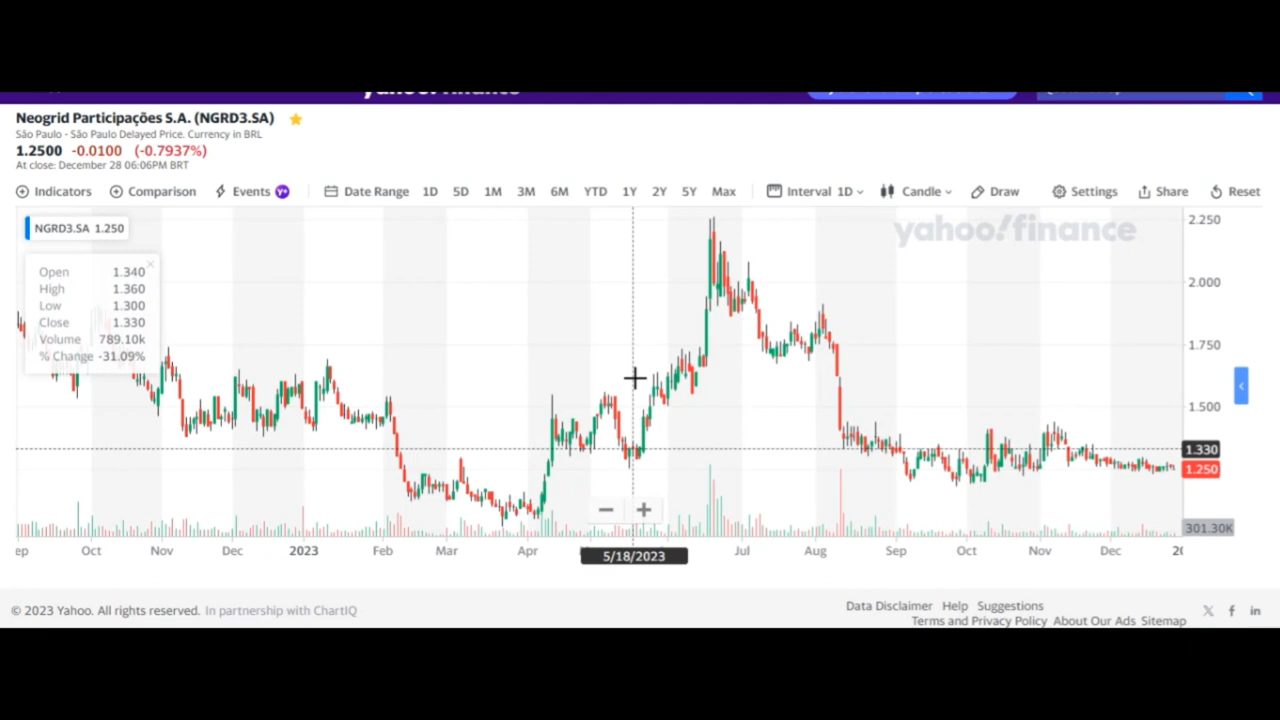 Neogrid Participações S.A. (NGRD3.SA)
São Paulo - São Paulo Delayed Price. Currency in BRL
1.2500 -0.0100 (-0.7937%)
At close: December 28 06:06PM BRT
Indicators Comparison Events Y+ Date Range 1D 5D 1M 3M 6M YTD 1Y 2Y 5Y Max Interval 1D Candle Draw Settings Share Reset
NGRD3.SA 1.250
yahoo!finance
Open 1.340
High 1.360
Low 1.300
Close 1.330
Volume 789.10k
% Change -31.09%
2.250
2.000
1.750
1.500
1.330
1.250
301.30K
ep Oct Nov Dec 2023 Feb Mar Apr 5/18/2023 Jul Aug Sep Oct Nov Dec 20
© 2023 Yahoo. All rights reserved. In partnership with ChartIQ
Data Disclaimer Help Suggestions
Terms and Privacy Policy About Our Ads Sitemap